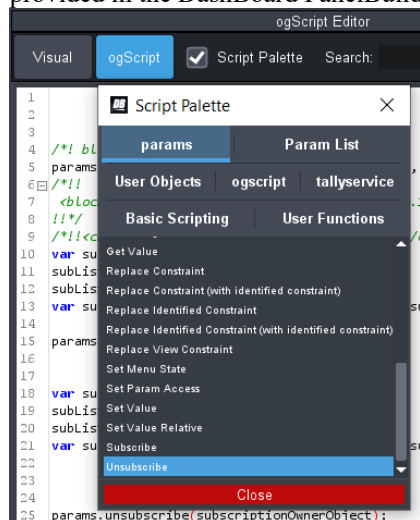 provided in the DashBoard PanelBuild
ogScript Editor
Visual ogScript Script Palette Search:
DB Script Palette
params Param List
User Objects ogscript tallyservice
Basic Scripting User Functions
Get Value
Replace Constraint
Replace Constraint (with identified constraint)
Replace Identified Constraint
Replace Identified Constraint (with identified constraint)
Replace View Constraint
Set Menu State
Set Param Access
Set Value
Set Value Relative
Subscribe
Unsubscribe
Close
1
2
3
4 /*! bl
5 params
6 /*!!
7 <bloc
8 !!*/
9 /*!!<c
10 var su
11 subLis
12 subLis
13 var su
14
15 params
16
17
18 var su
19 subLis
20 subLis
21 var su
22
23
24
25 params.unsubscribe(subscriptionOwnerObject);